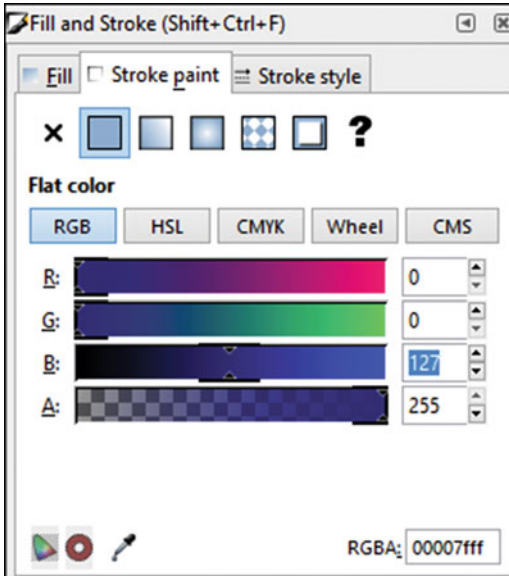 Fill and Stroke (Shift+Ctrl+F)
Fill Stroke paint Stroke style
?
Flat color
RGB HSL CMYK Wheel CMS
R: 0
G: 0
B: 127
A: 255
RGBA: 00007fff